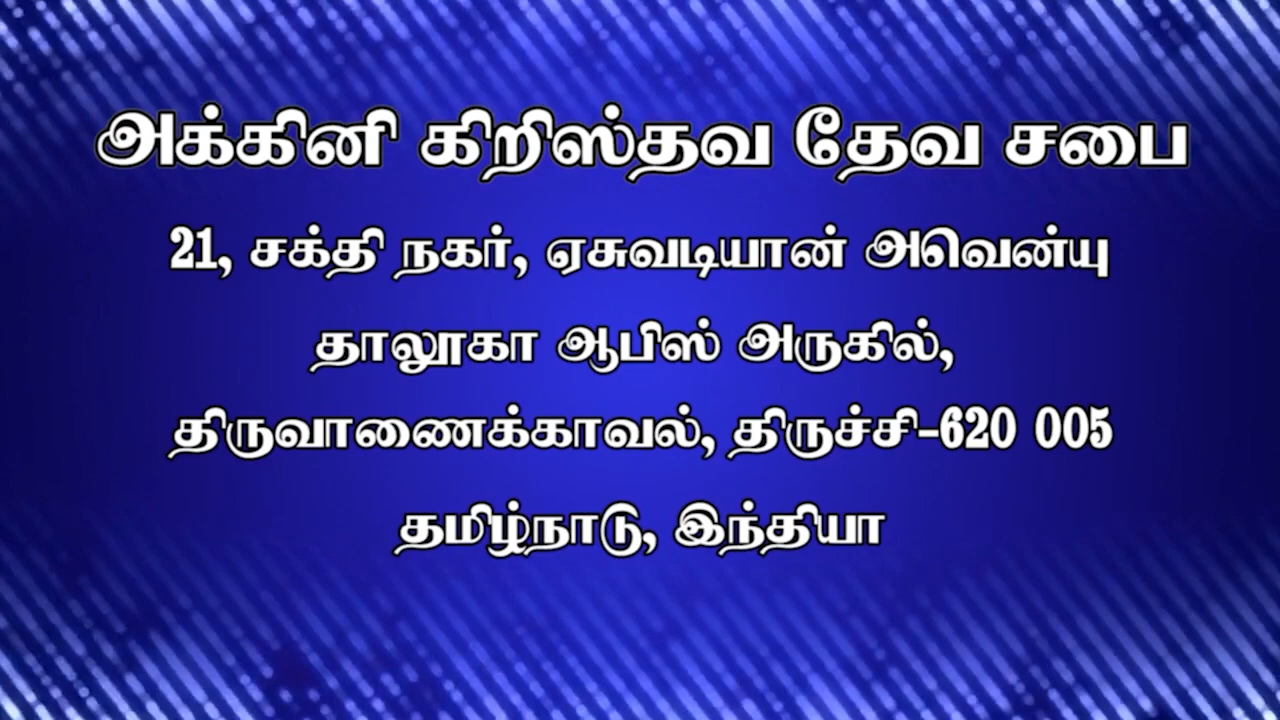 அக்கினி கிறிஸ்தவ தேவ சபை
21, சக்தி நகர், ஏசுவடியான் அவென்யு
தாலூகா ஆபிஸ் அருகில்,
திருவாணைக்காவல், திருச்சி-620 005
தமிழ்நாடு, இந்தியா